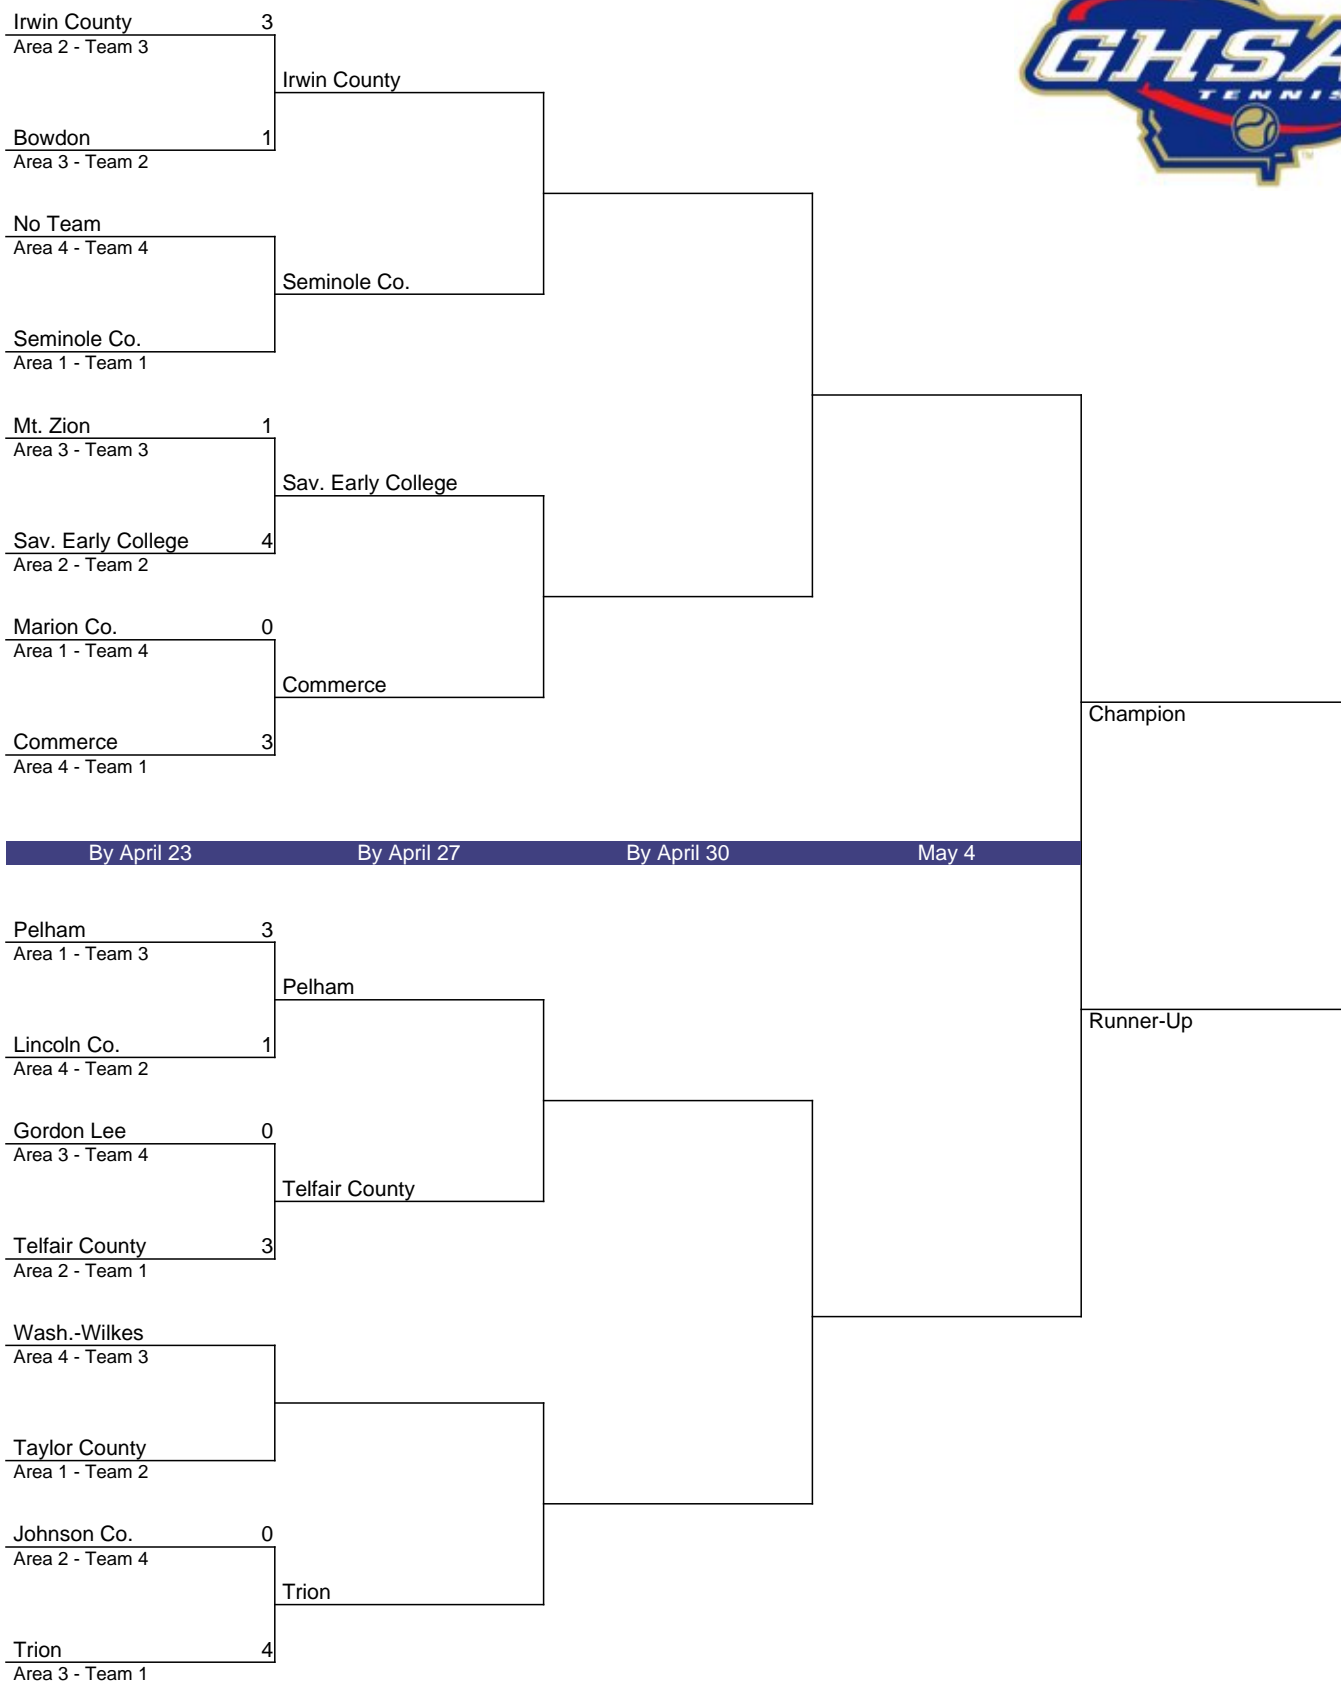 GHSA
TENNIS
Irwin County 3
Area 2 - Team 3
Irwin County
Bowdon 1
Area 3 - Team 2
No Team
Area 4 - Team 4
Seminole Co.
Seminole Co.
Area 1 - Team 1
Mt. Zion 1
Area 3 - Team 3
Sav. Early College
Sav. Early College 4
Area 2 - Team 2
Marion Co. 0
Area 1 - Team 4
Commerce
Commerce 3
Area 4 - Team 1
Champion
By April 23 By April 27 By April 30 May 4
Pelham 3
Area 1 - Team 3
Pelham
Lincoln Co. 1
Area 4 - Team 2
Runner-Up
Gordon Lee 0
Area 3 - Team 4
Telfair County
Telfair County 3
Area 2 - Team 1
Wash.-Wilkes
Area 4 - Team 3
Taylor County
Area 1 - Team 2
Johnson Co. 0
Area 2 - Team 4
Trion
Trion 4
Area 3 - Team 1